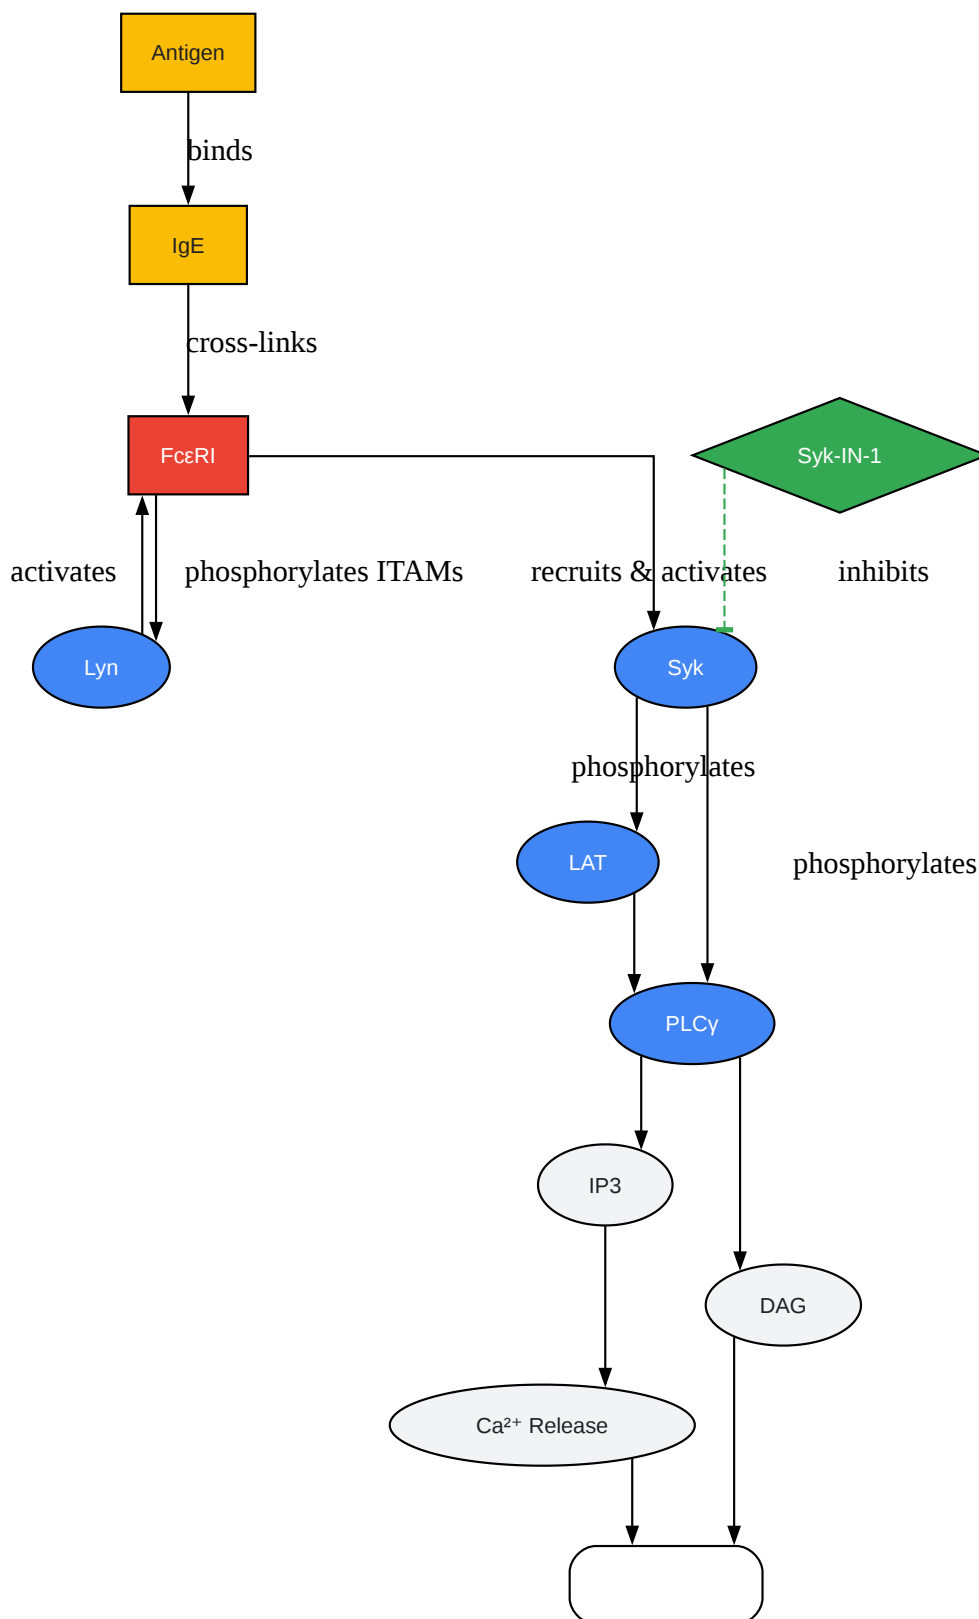 Antigen
binds
IgE
cross-links
FcεRI
Syk-IN-1
activates
phosphorylates ITAMs
recruits & activates
inhibits
Lyn
Syk
phosphorylates
LAT
phosphorylates
PLCγ
IP3
DAG
Ca²⁺ Release